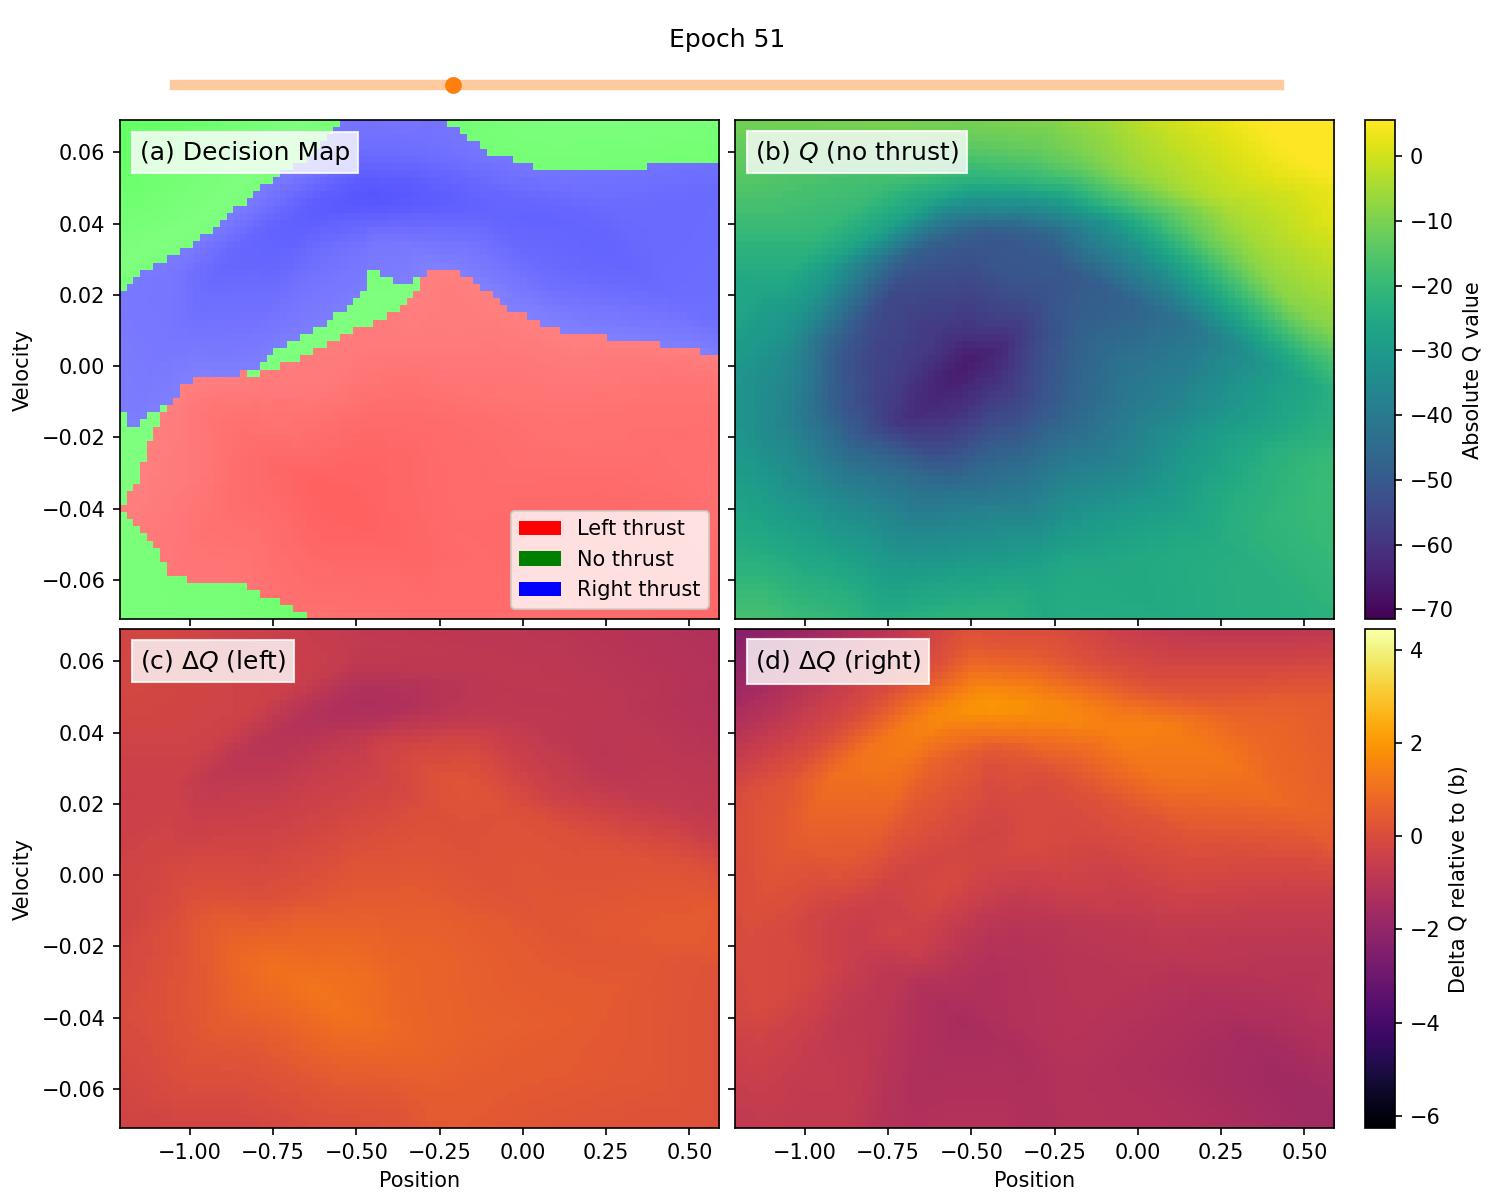 Epoch 51
(a) Decision Map
(b) Q (no thrust)
0.06
0.04
0.02
0.00
−0.02
−0.04
−0.06
Velocity
Left thrust
No thrust
Right thrust
0
−10
−20
−30
−40
−50
−60
−70
Absolute Q value
(c) ΔQ (left)
(d) ΔQ (right)
0.06
0.04
0.02
0.00
−0.02
−0.04
−0.06
Velocity
4
2
0
−2
−4
−6
Delta Q relative to (b)
−1.00 −0.75 −0.50 −0.25 0.00 0.25 0.50
Position
−1.00 −0.75 −0.50 −0.25 0.00 0.25 0.50
Position